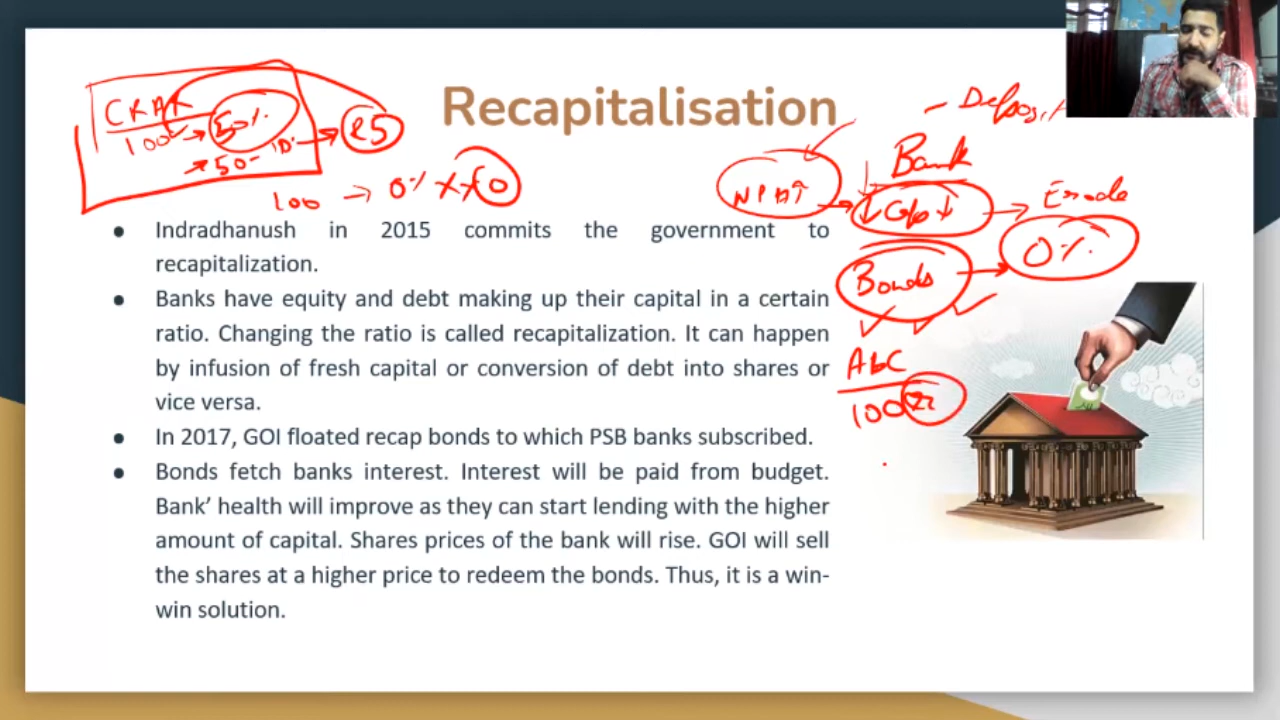 Recapitalisation
CRAR
100 → 50%
→ 50 -
100 → 0% 0
Bank
NPA↑
Erode
0%
Bonds
ABC
100
● Indradhanush in 2015 commits the government to
recapitalization.
● Banks have equity and debt making up their capital in a certain
ratio. Changing the ratio is called recapitalization. It can happen
by infusion of fresh capital or conversion of debt into shares or
vice versa.
● In 2017, GOI floated recap bonds to which PSB banks subscribed.
● Bonds fetch banks interest. Interest will be paid from budget.
Bank’ health will improve as they can start lending with the higher
amount of capital. Shares prices of the bank will rise. GOI will sell
the shares at a higher price to redeem the bonds. Thus, it is a win-
win solution.